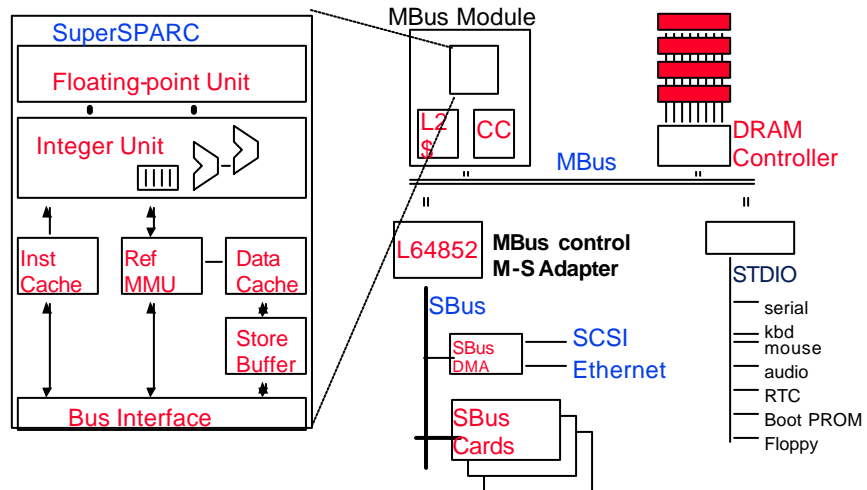 SuperSPARC
Floating-point Unit
Integer Unit
Inst
Cache
Ref
MMU
Data
Cache
Store
Buffer
Bus Interface
MBus Module
L2
$
CC
DRAM
Controller
MBus
L64852
MBus control
M-S Adapter
STDIO
serial
kbd
mouse
audio
RTC
Boot PROM
Floppy
SBus
SBus
DMA
SCSI
Ethernet
SBus
Cards